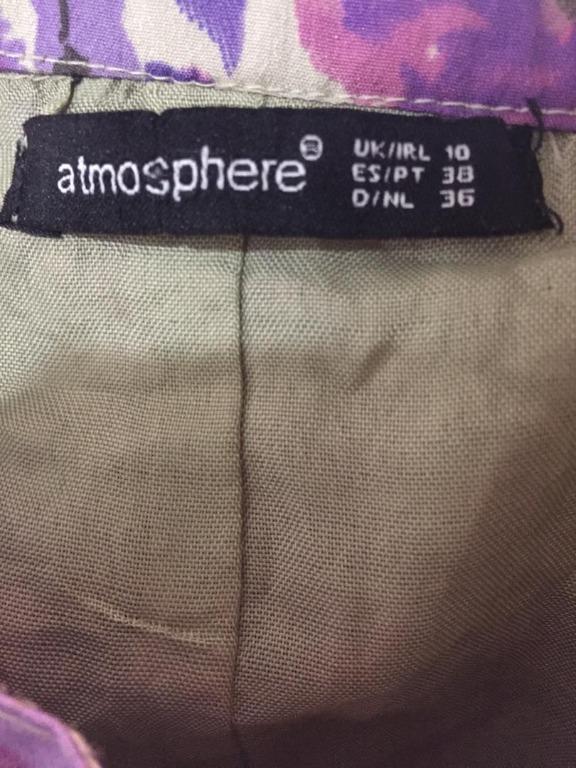 atmosphere
UK/IRL 10
ES/PT 38
D/NL 36